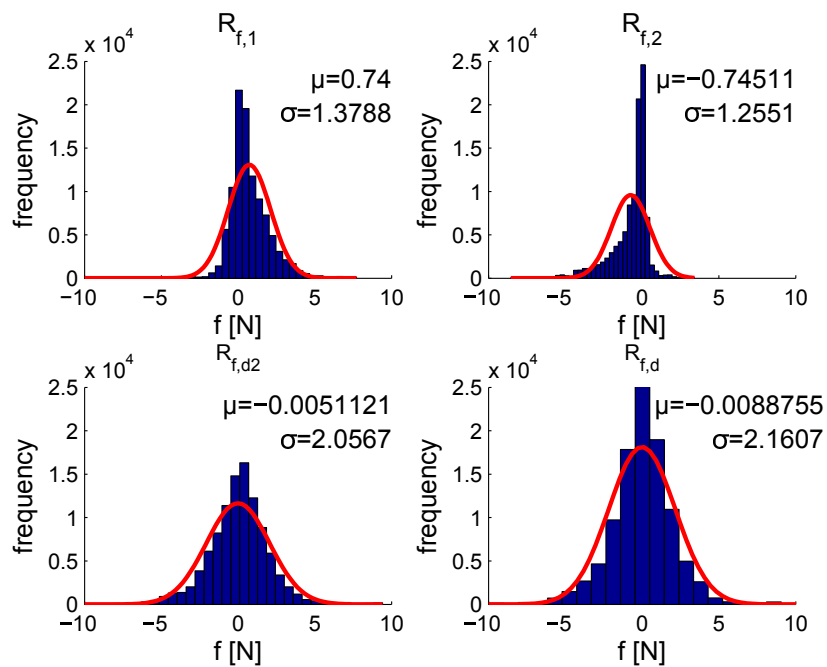 R_{f,1}
x 10^4
μ=0.74
σ=1.3788
frequency
2.5
2
1.5
1
0.5
0
−10
−5
0
5
10
f [N]
R_{f,2}
x 10^4
μ=−0.74511
σ=1.2551
frequency
2.5
2
1.5
1
0.5
0
−10
−5
0
5
10
f [N]
R_{f,d2}
x 10^4
μ=−0.0051121
σ=2.0567
frequency
2.5
2
1.5
1
0.5
0
−10
−5
0
5
10
f [N]
R_{f,d}
x 10^4
μ=−0.0088755
σ=2.1607
frequency
2.5
2
1.5
1
0.5
0
−10
−5
0
5
10
f [N]